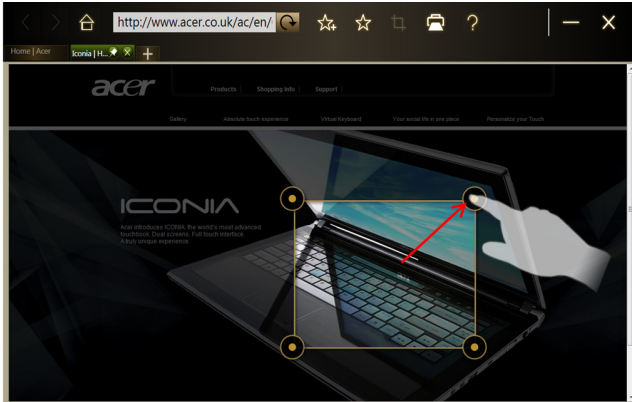 http://www.acer.co.uk/ac/en/
?
Home | Acer
Iconia | H...
acer
Products
Shopping Info
Support
Gallery
Absolute touch experience
Virtual Keyboard
Your social life in one place
Personalize your Touch
ICONIA
Acer introduces ICONIA, the world's most advanced
touchbook. Dual screens. Full touch interface.
A truly unique experience.